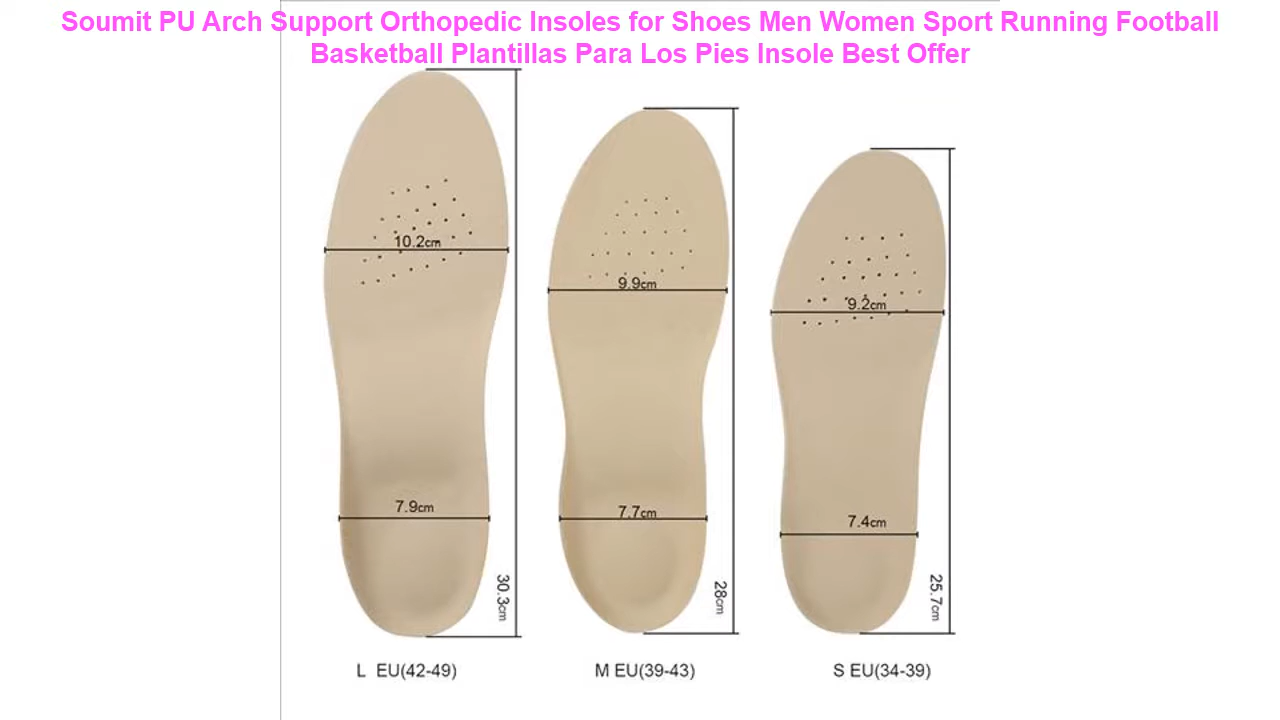 Soumit PU Arch Support Orthopedic Insoles for Shoes Men Women Sport Running Football
Basketball Plantillas Para Los Pies Insole Best Offer
10.2cm
9.9cm
9.2cm
7.9cm
7.7cm
7.4cm
30.3cm
28cm
25.7cm
L EU(42-49)
M EU(39-43)
S EU(34-39)